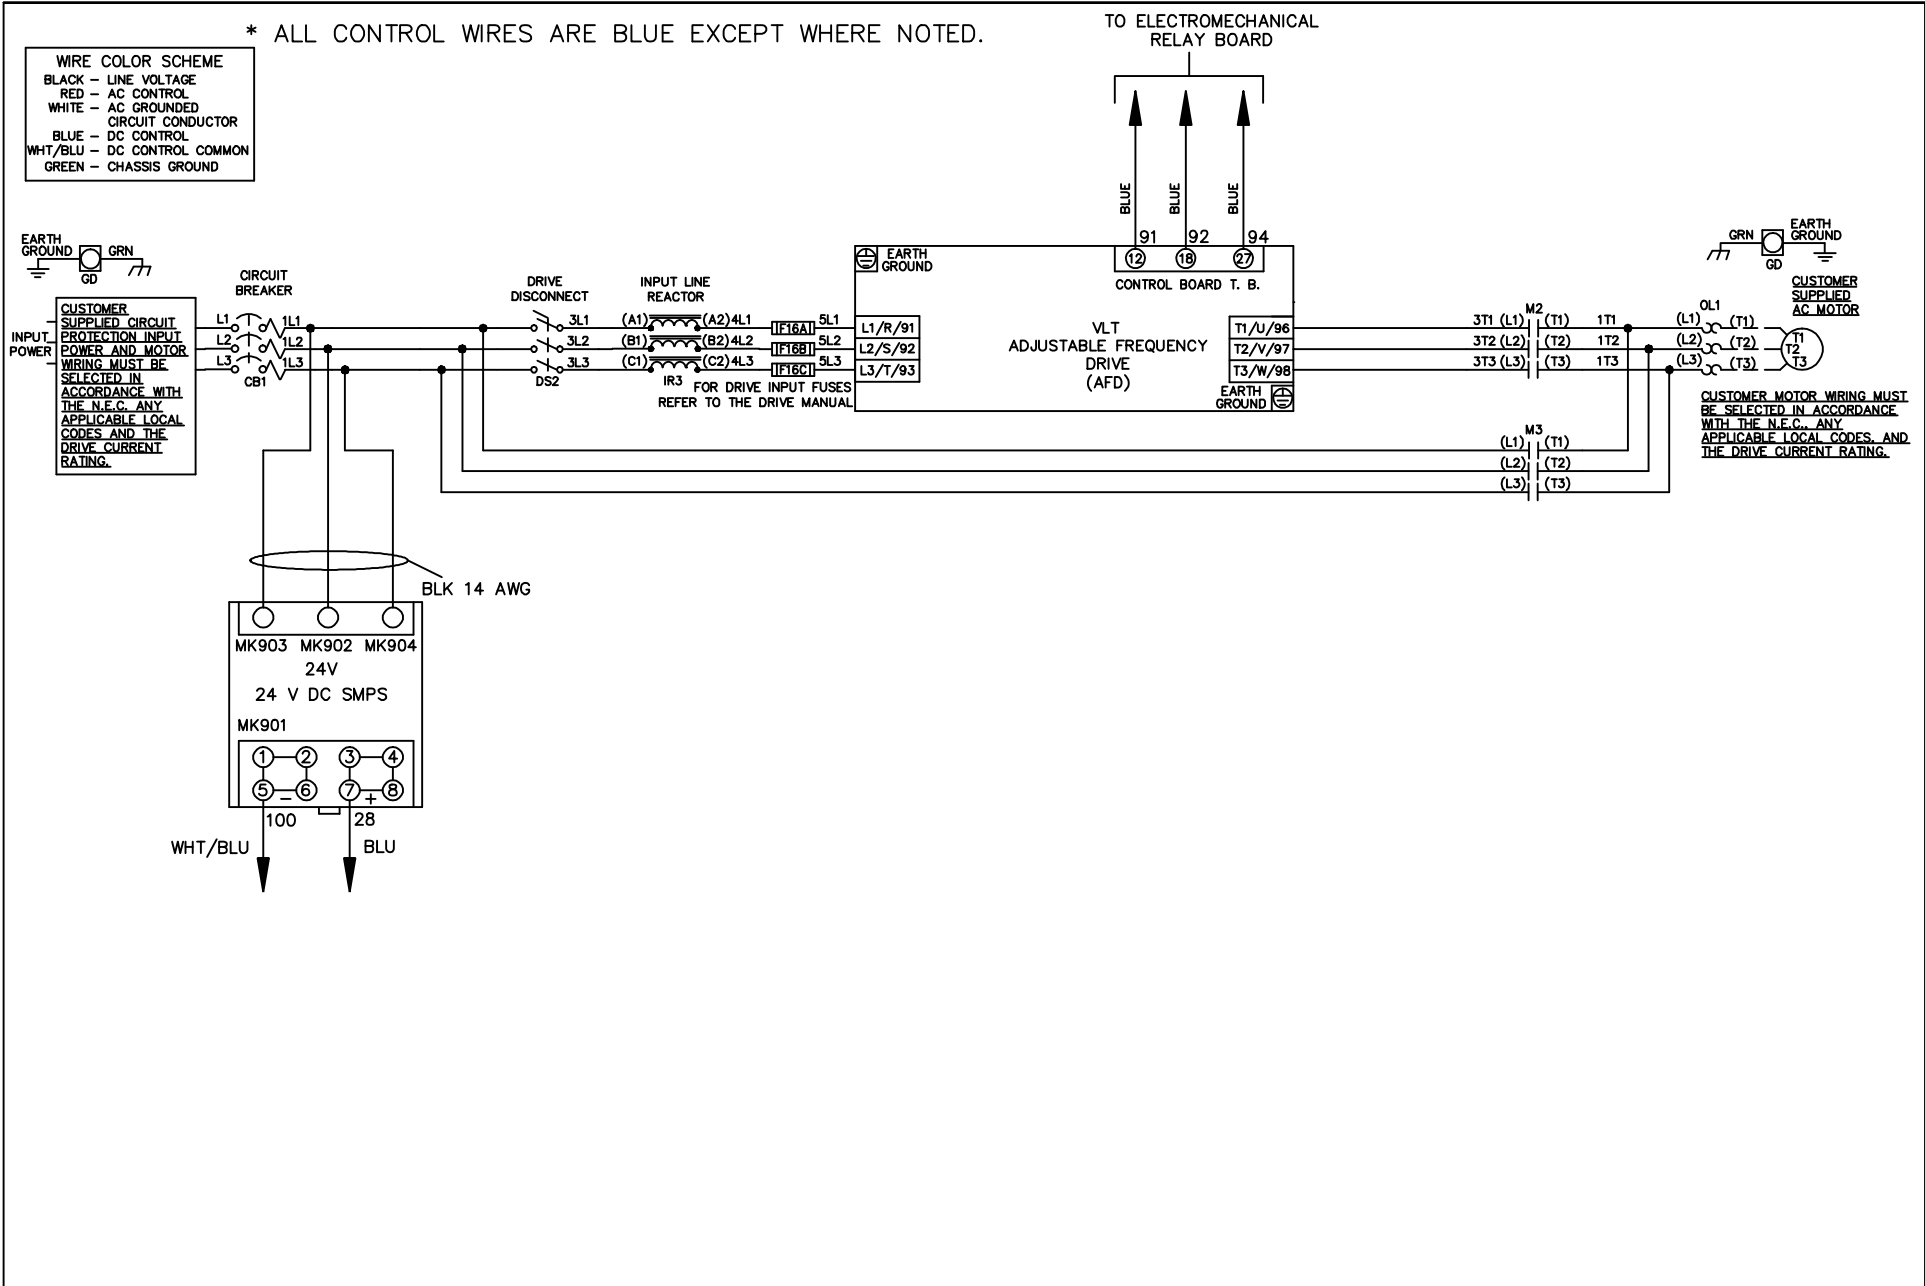 * ALL CONTROL WIRES ARE BLUE EXCEPT WHERE NOTED.
WIRE COLOR SCHEME
BLACK – LINE VOLTAGE
RED – AC CONTROL
WHITE – AC GROUNDED
CIRCUIT CONDUCTOR
BLUE – DC CONTROL
WHT/BLU – DC CONTROL COMMON
GREEN – CHASSIS GROUND
TO ELECTROMECHANICAL
RELAY BOARD
BLUE
BLUE
BLUE
91
92
94
12
18
27
CONTROL BOARD T. B.
EARTH
GROUND
GRN
GD
INPUT
POWER
CUSTOMER
SUPPLIED CIRCUIT
PROTECTION INPUT
POWER AND MOTOR
WIRING MUST BE
SELECTED IN
ACCORDANCE WITH
THE N.E.C. ANY
APPLICABLE LOCAL
CODES AND THE
DRIVE CURRENT
RATING.
CIRCUIT
BREAKER
L1
L2
L3
CB1
1L1
1L2
1L3
DRIVE
DISCONNECT
3L1
3L2
3L3
DS2
INPUT LINE
REACTOR
(A1)
(B1)
(C1)
(A2)
(B2)
(C2)
IR3
4L1
4L2
4L3
F16A
F16B
F16C
5L1
5L2
5L3
FOR DRIVE INPUT FUSES
REFER TO THE DRIVE MANUAL
EARTH
GROUND
L1/R/91
L2/S/92
L3/T/93
VLT
ADJUSTABLE FREQUENCY
DRIVE
(AFD)
T1/U/96
T2/V/97
T3/W/98
EARTH
GROUND
M2
3T1 (L1) (T1) 1T1
3T2 (L2) (T2) 1T2
3T3 (L3) (T3) 1T3
M3
(L1) (T1)
(L2) (T2)
(L3) (T3)
OL1
(L1) (T1)
(L2) (T2)
(L3) (T3)
T1
T2
T3
GRN
GD
EARTH
GROUND
CUSTOMER
SUPPLIED
AC MOTOR
CUSTOMER MOTOR WIRING MUST
BE SELECTED IN ACCORDANCE
WITH THE N.E.C., ANY
APPLICABLE LOCAL CODES, AND
THE DRIVE CURRENT RATING.
BLK 14 AWG
MK903 MK902 MK904
24V
24 V DC SMPS
MK901
1 2 3 4
5 6 7 8
– +
100
28
WHT/BLU
BLU